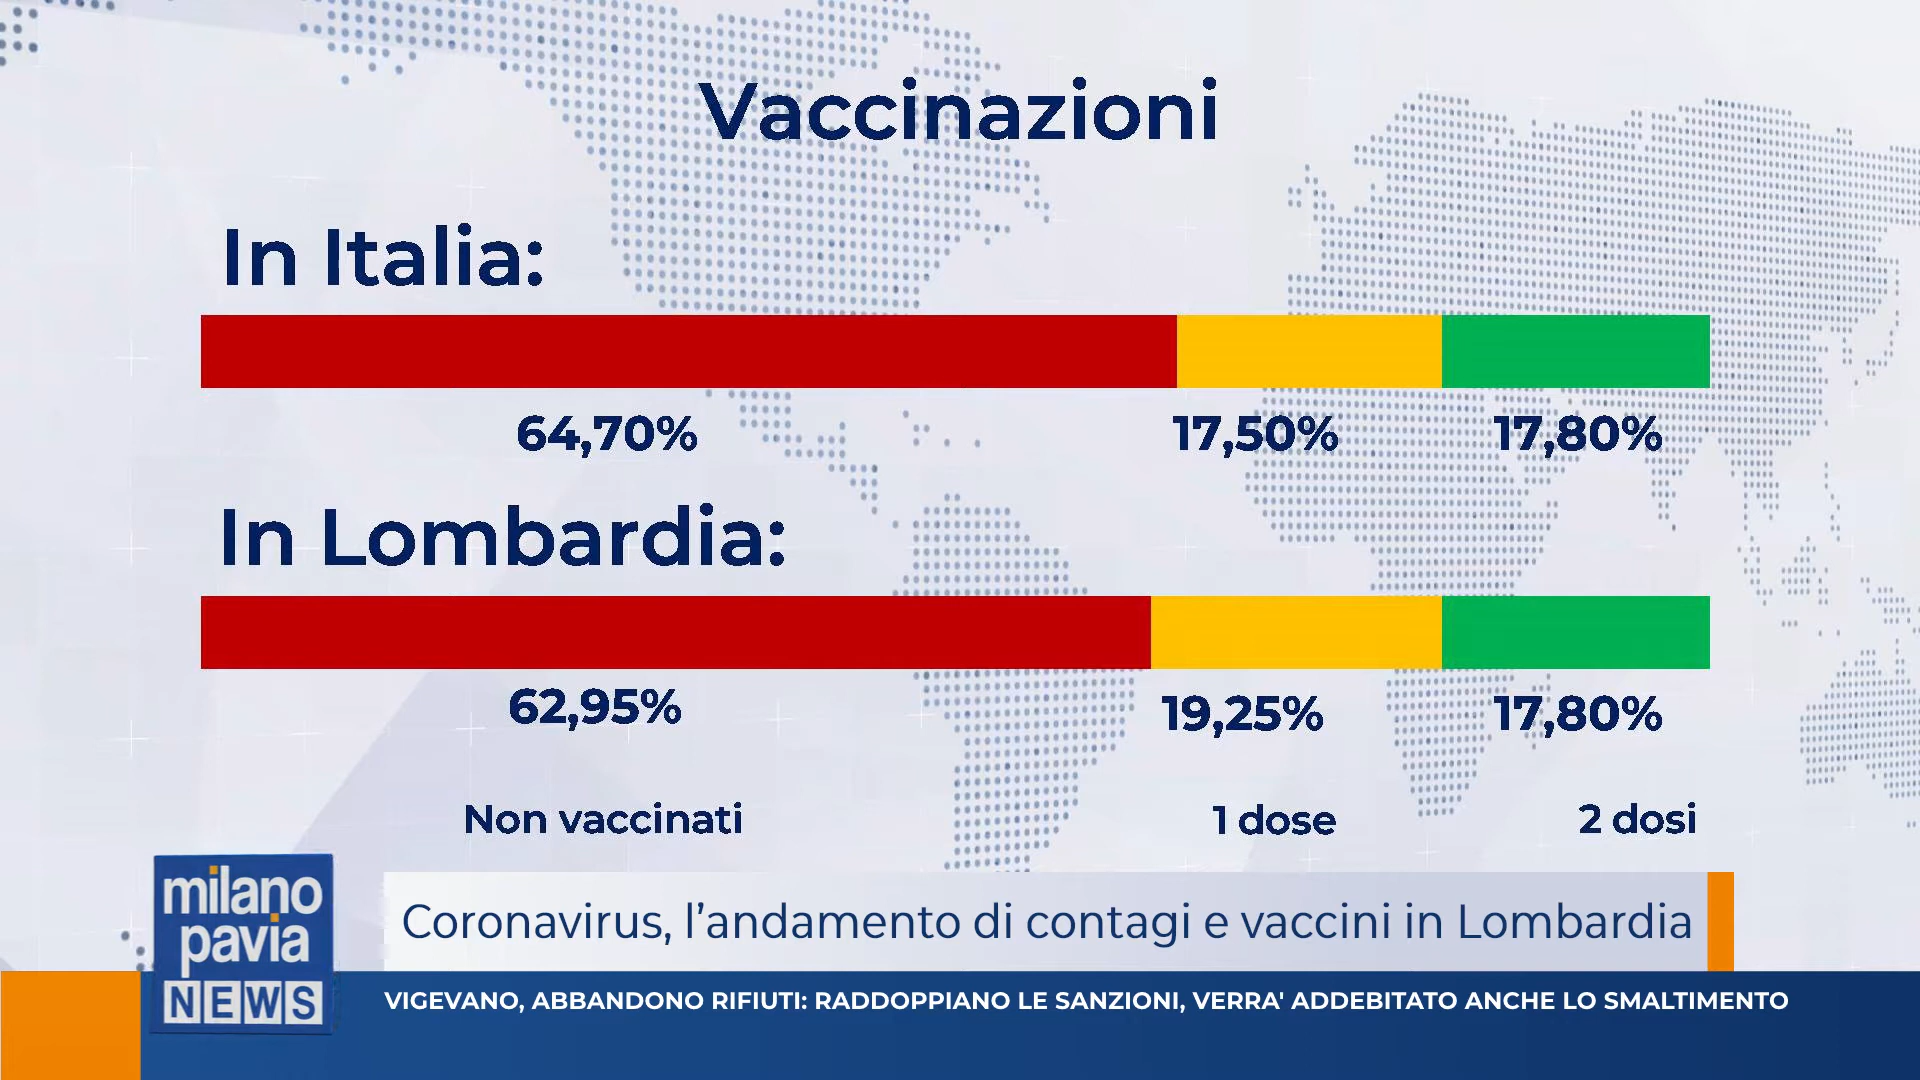 Vaccinazioni
In Italia:
64,70% 17,50% 17,80%
In Lombardia:
62,95% 19,25% 17,80%
Non vaccinati 1 dose 2 dosi
milano
pavia
NEWS
Coronavirus, l’andamento di contagi e vaccini in Lombardia
VIGEVANO, ABBANDONO RIFIUTI: RADDOPPIANO LE SANZIONI, VERRA' ADDEBITATO ANCHE LO SMALTIMENTO